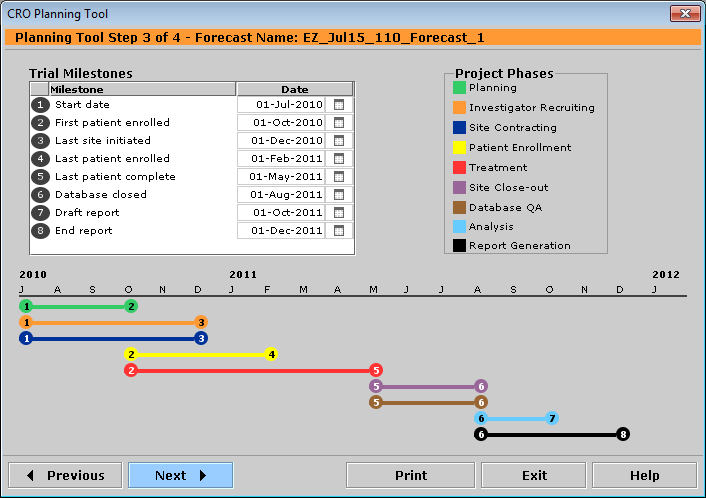 CRO Planning Tool
Planning Tool Step 3 of 4 - Forecast Name: EZ_Jul15_110_Forecast_1
Trial Milestones
Milestone Date
1 Start date 01-Jul-2010
2 First patient enrolled 01-Oct-2010
3 Last site initiated 01-Dec-2010
4 Last patient enrolled 01-Feb-2011
5 Last patient complete 01-May-2011
6 Database closed 01-Aug-2011
7 Draft report 01-Oct-2011
8 End report 01-Dec-2011
Project Phases
Planning
Investigator Recruiting
Site Contracting
Patient Enrollment
Treatment
Site Close-out
Database QA
Analysis
Report Generation
2010 2011 2012
J A S O N D J F M A M J J A S O N D J
1 2
1 3
1 3
2 4
2 5
5 6
5 6
6 7
6 8
Previous Next Print Exit Help